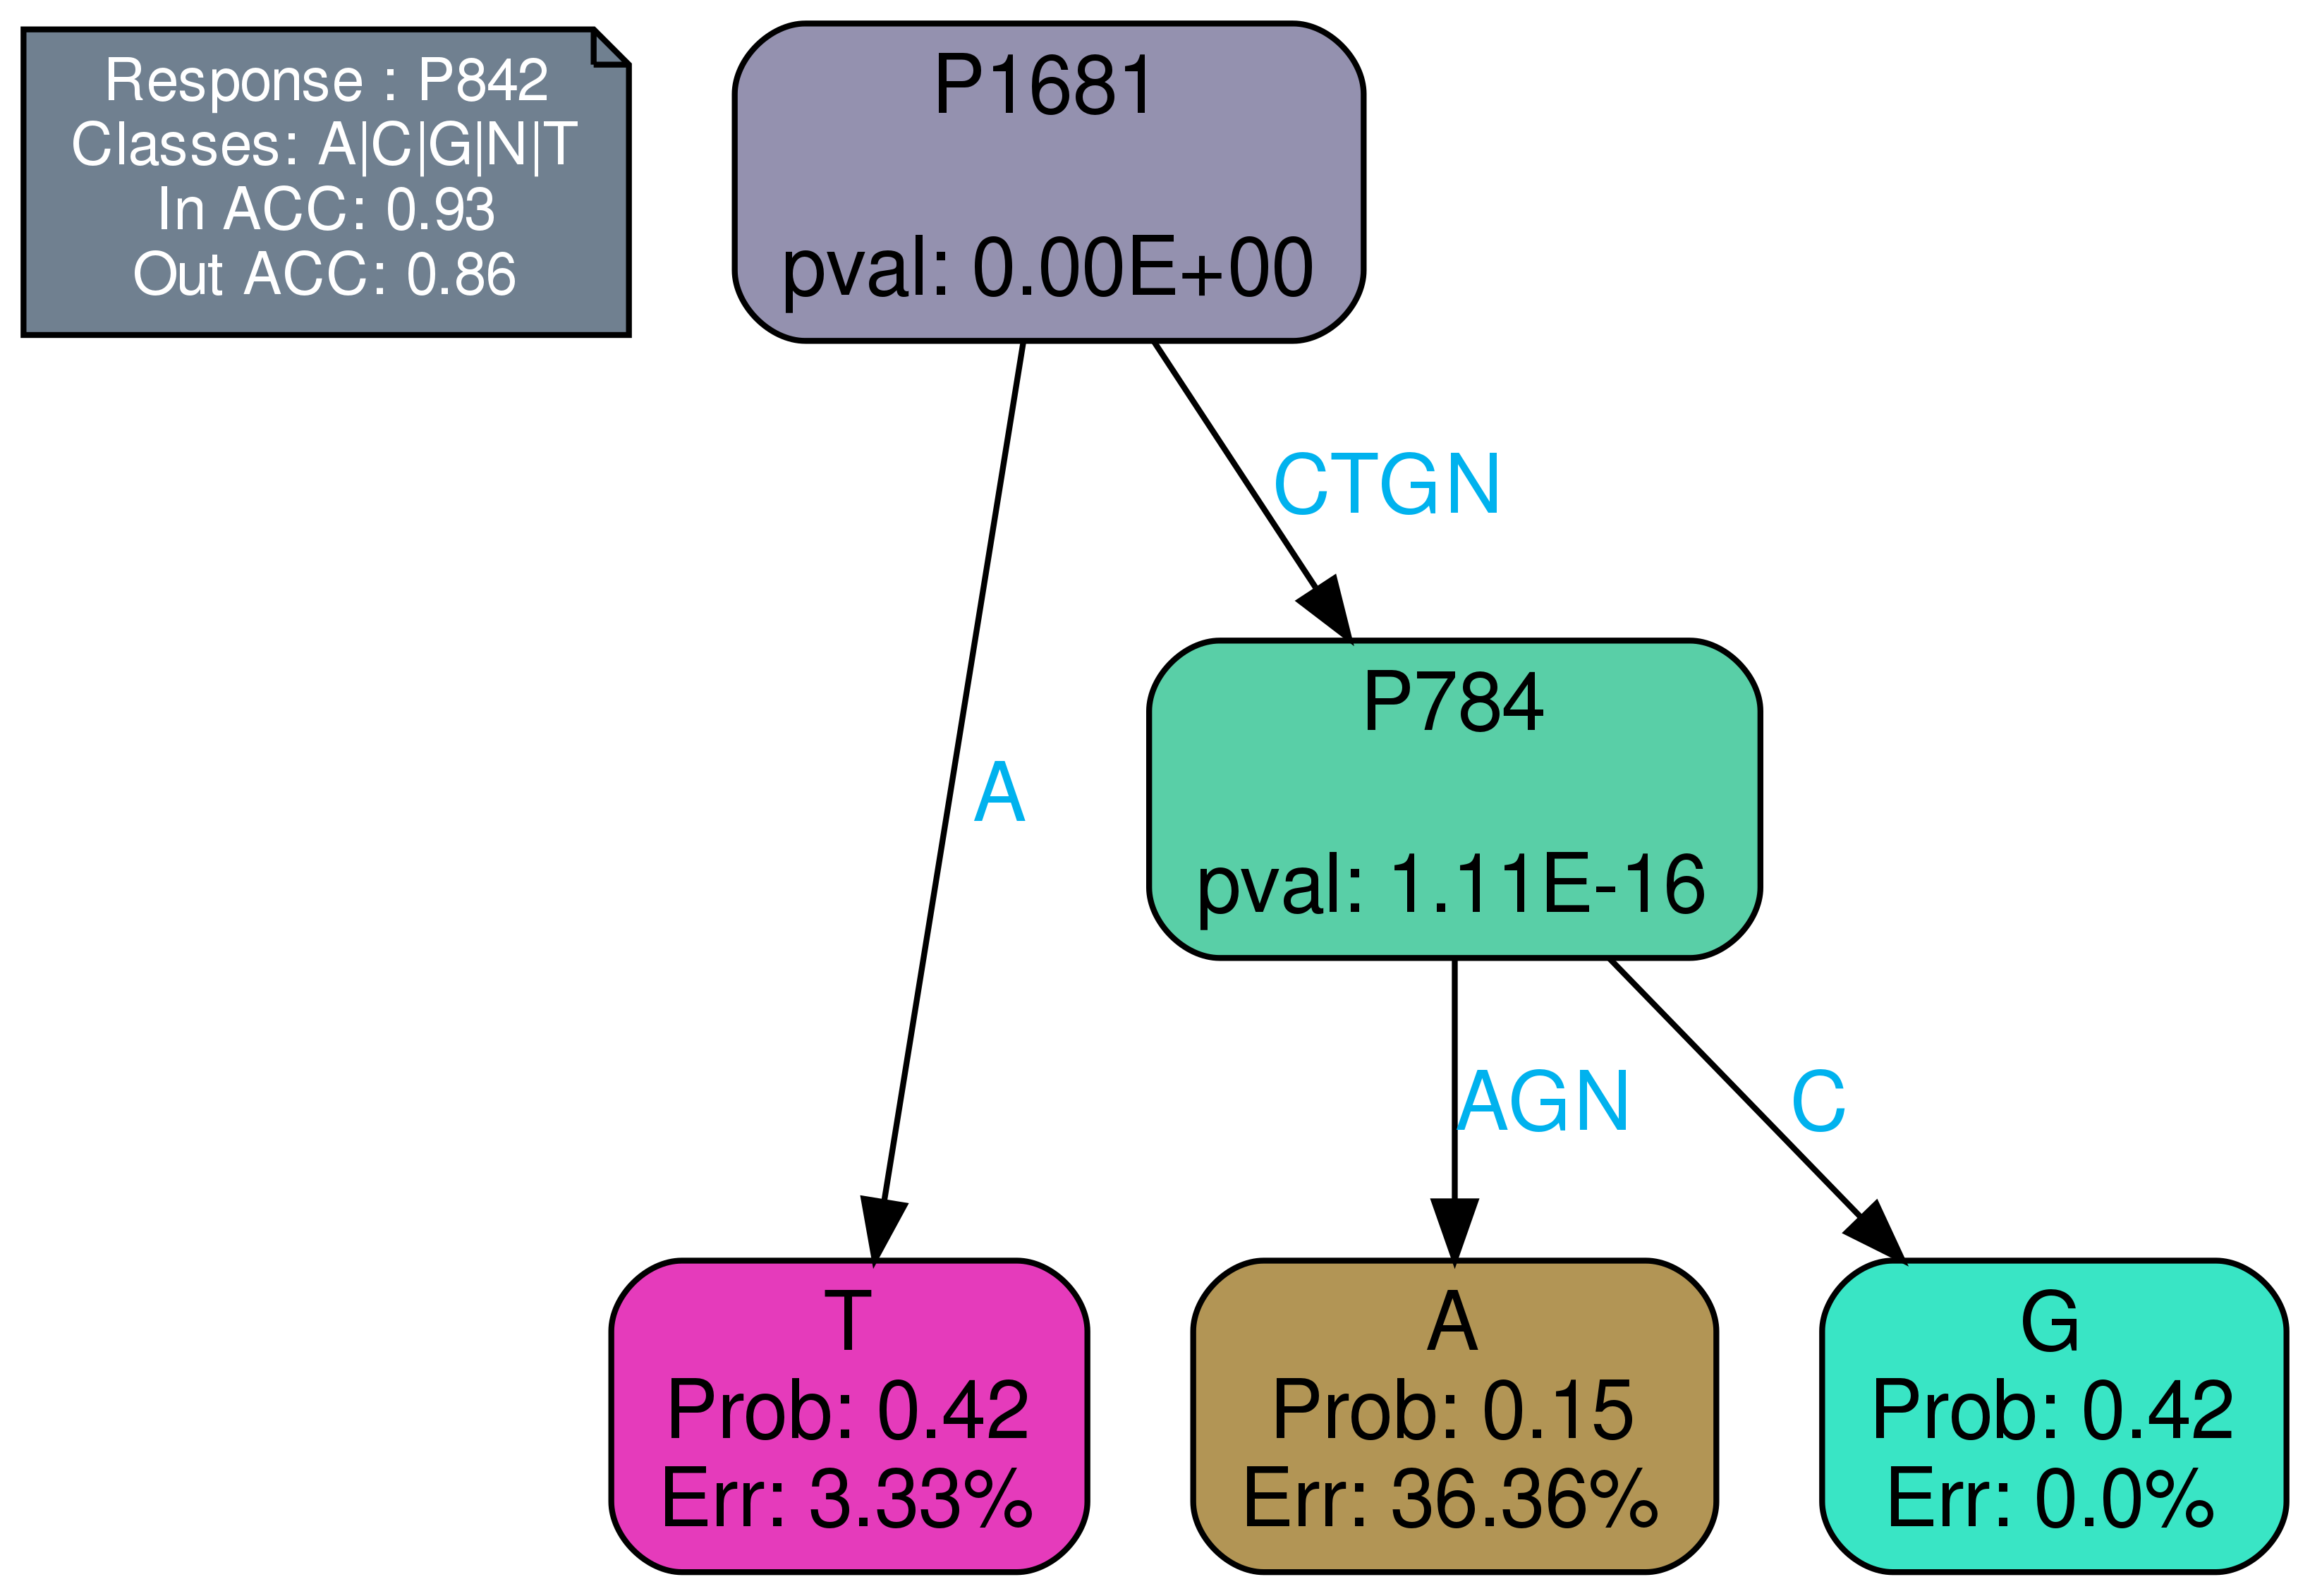 Response : P842
Classes: A|C|G|N|T
In ACC: 0.93
Out ACC: 0.86
P1681
pval: 0.00E+00
CTGN
A
P784
pval: 1.11E-16
AGN
C
T
Prob: 0.42
Err: 3.33%
A
Prob: 0.15
Err: 36.36%
G
Prob: 0.42
Err: 0.0%